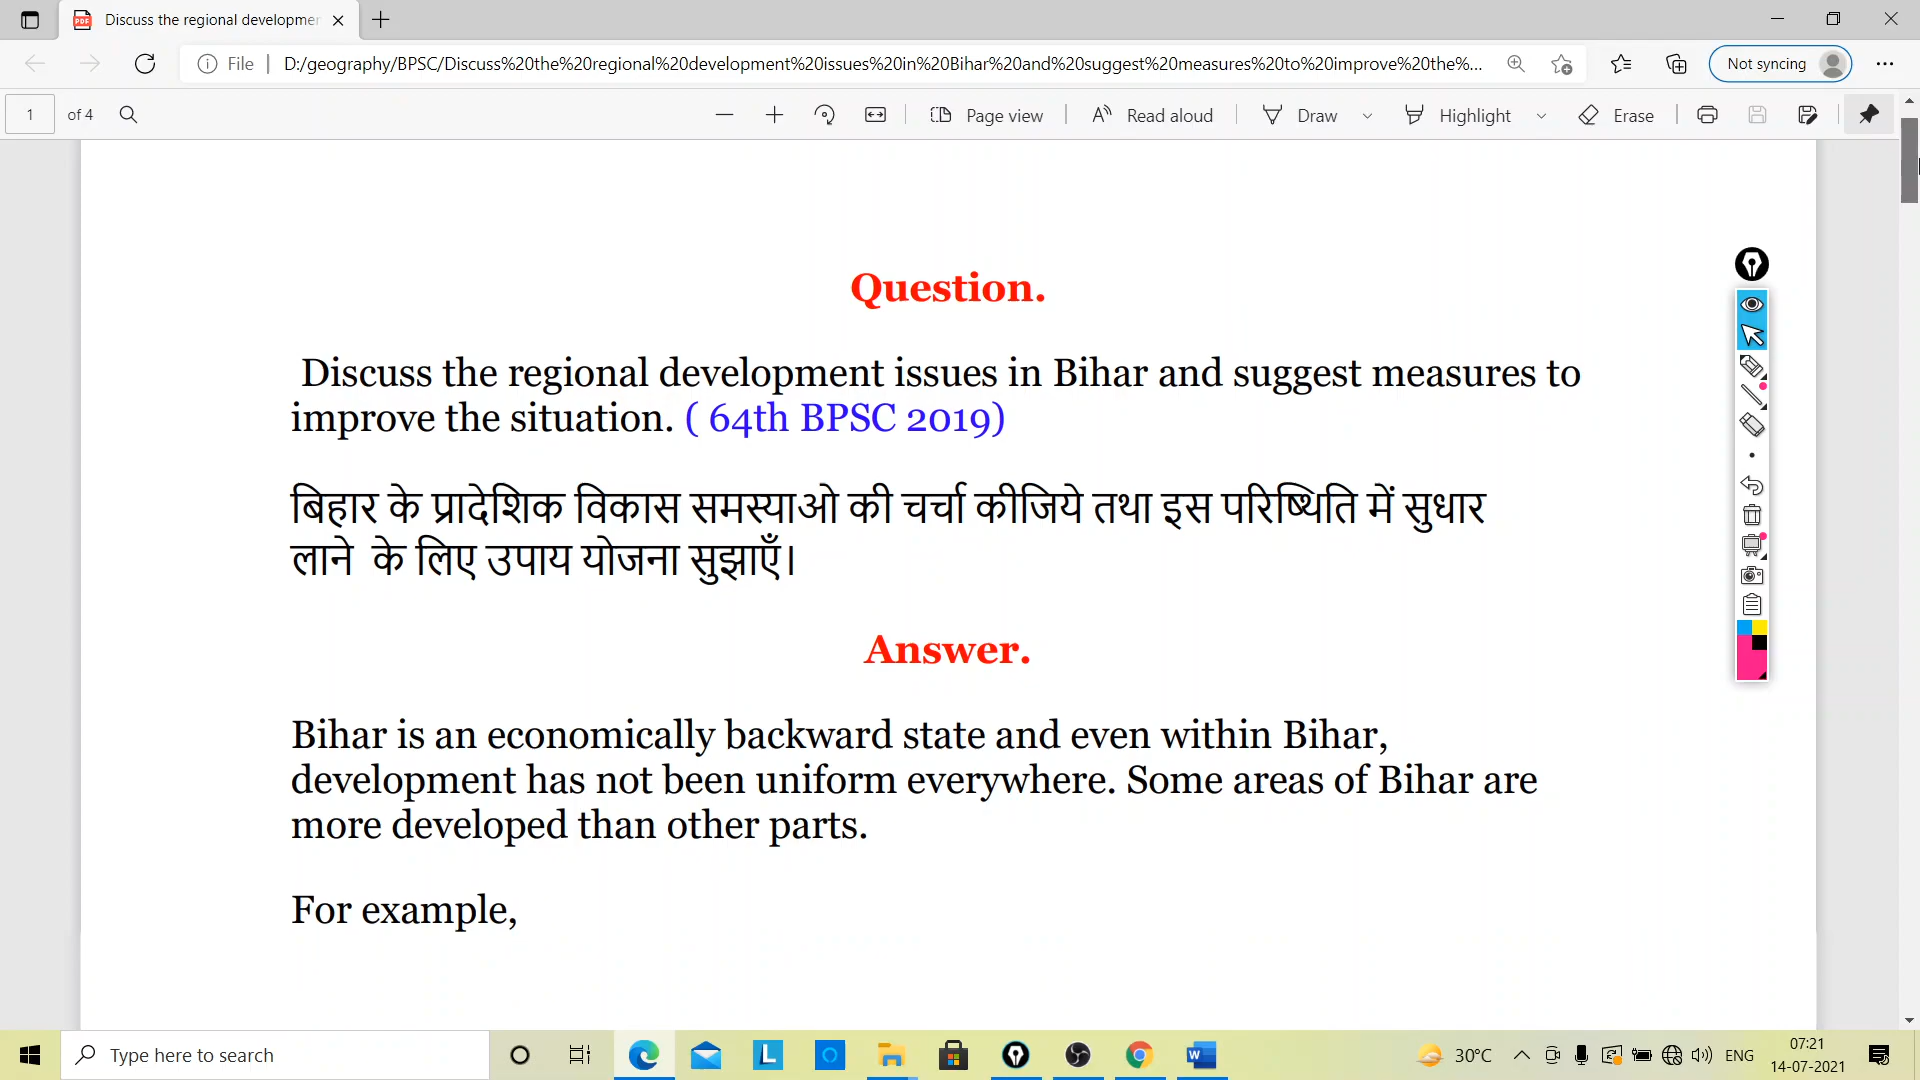 Discuss the regional developmen
File
D:/geography/BPSC/Discuss%20the%20regional%20development%20issues%20in%20Bihar%20and%20suggest%20measures%20to%20improve%20the%...
Not syncing
1 of 4
Page view
Read aloud
Draw
Highlight
Erase
Question.
Discuss the regional development issues in Bihar and suggest measures to
improve the situation. ( 64th BPSC 2019)
बिहार के प्रादेशिक विकास समस्याओ की चर्चा कीजिये तथा इस परिष्थिति में सुधार
लाने के लिए उपाय योजना सुझाएँ।
Answer.
Bihar is an economically backward state and even within Bihar,
development has not been uniform everywhere. Some areas of Bihar are
more developed than other parts.
For example,
Type here to search
30°C
ENG
07:21
14-07-2021